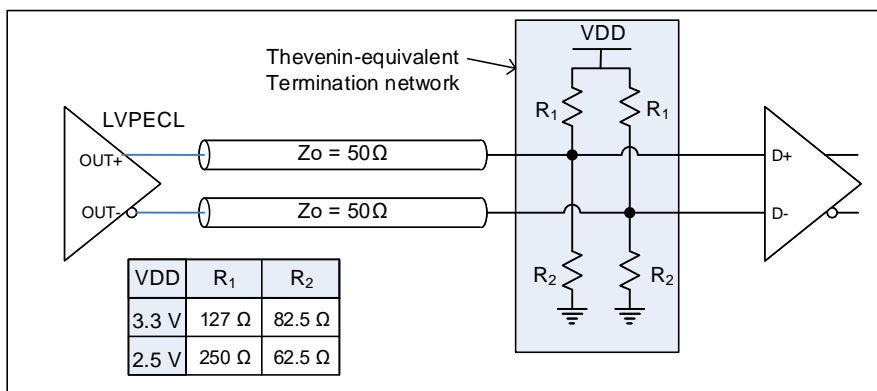 VDD
Thevenin-equivalent
Termination network
R₁ R₁
LVPECL
OUT+
Zo = 50Ω
D+
OUT-
Zo = 50Ω
D-
R₂ R₂
VDD R₁ R₂
3.3 V 127 Ω 82.5 Ω
2.5 V 250 Ω 62.5 Ω